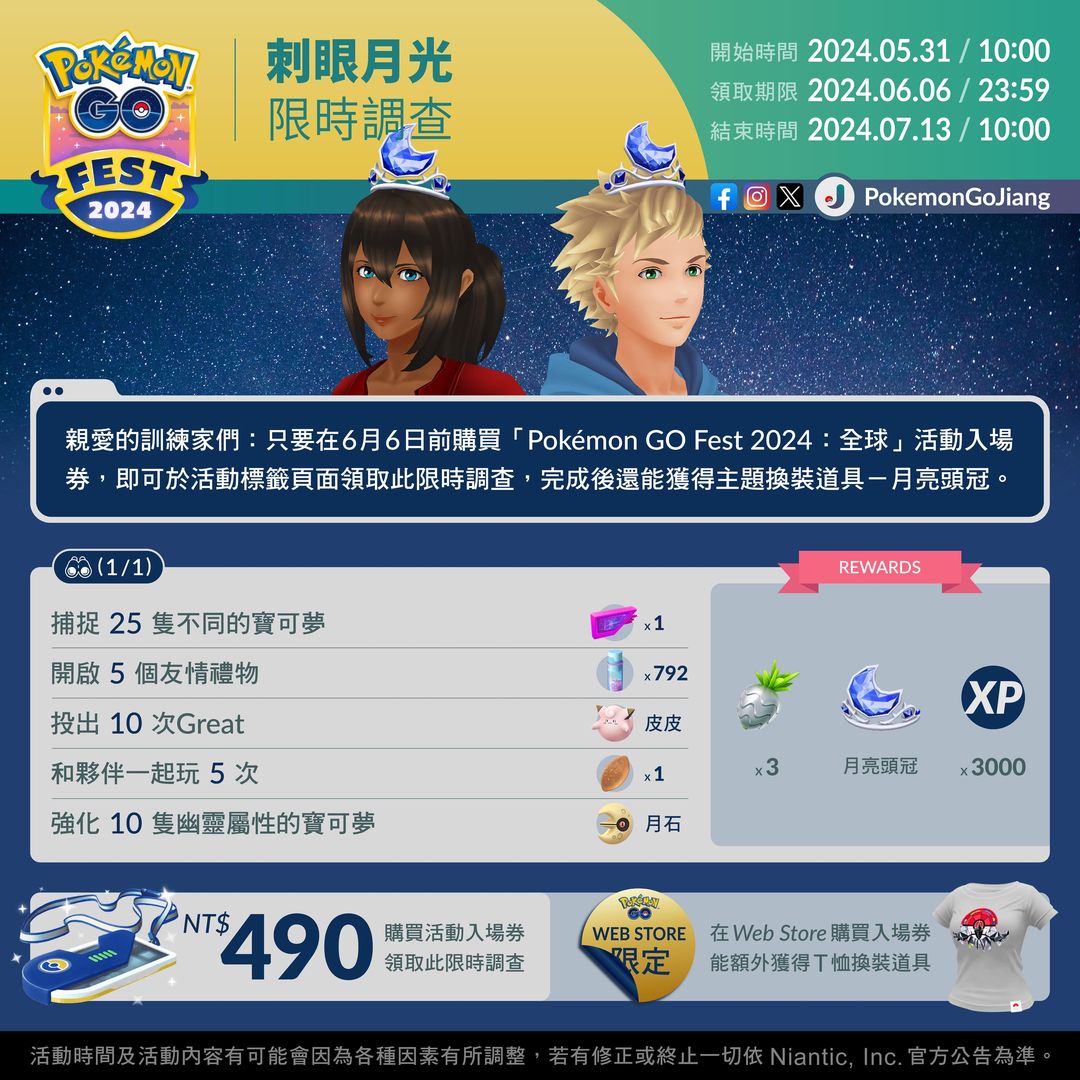 POKÉMON
GO
FEST
2024
刺眼月光
限時調查
開始時間 2024.05.31 / 10:00
領取期限 2024.06.06 / 23:59
結束時間 2024.07.13 / 10:00
PokemonGoJiang
親愛的訓練家們：只要在6月6日前購買「Pokémon GO Fest 2024：全球」活動入場
券，即可於活動標籤頁面領取此限時調查，完成後還能獲得主題換裝道具－月亮頭冠。
(1/1)
REWARDS
捕捉 25 隻不同的寶可夢 x1
開啟 5 個友情禮物 x792
投出 10 次Great 皮皮
和夥伴一起玩 5 次 x1
強化 10 隻幽靈屬性的寶可夢 月石
XP
x3 月亮頭冠 x3000
NT$490
購買活動入場券
領取此限時調查
POKÉMON
GO
WEB STORE
限定
在Web Store購買入場券
能額外獲得T恤換裝道具
活動時間及活動內容有可能會因為各種因素有所調整，若有修正或終止一切依 Niantic, Inc. 官方公告為準。